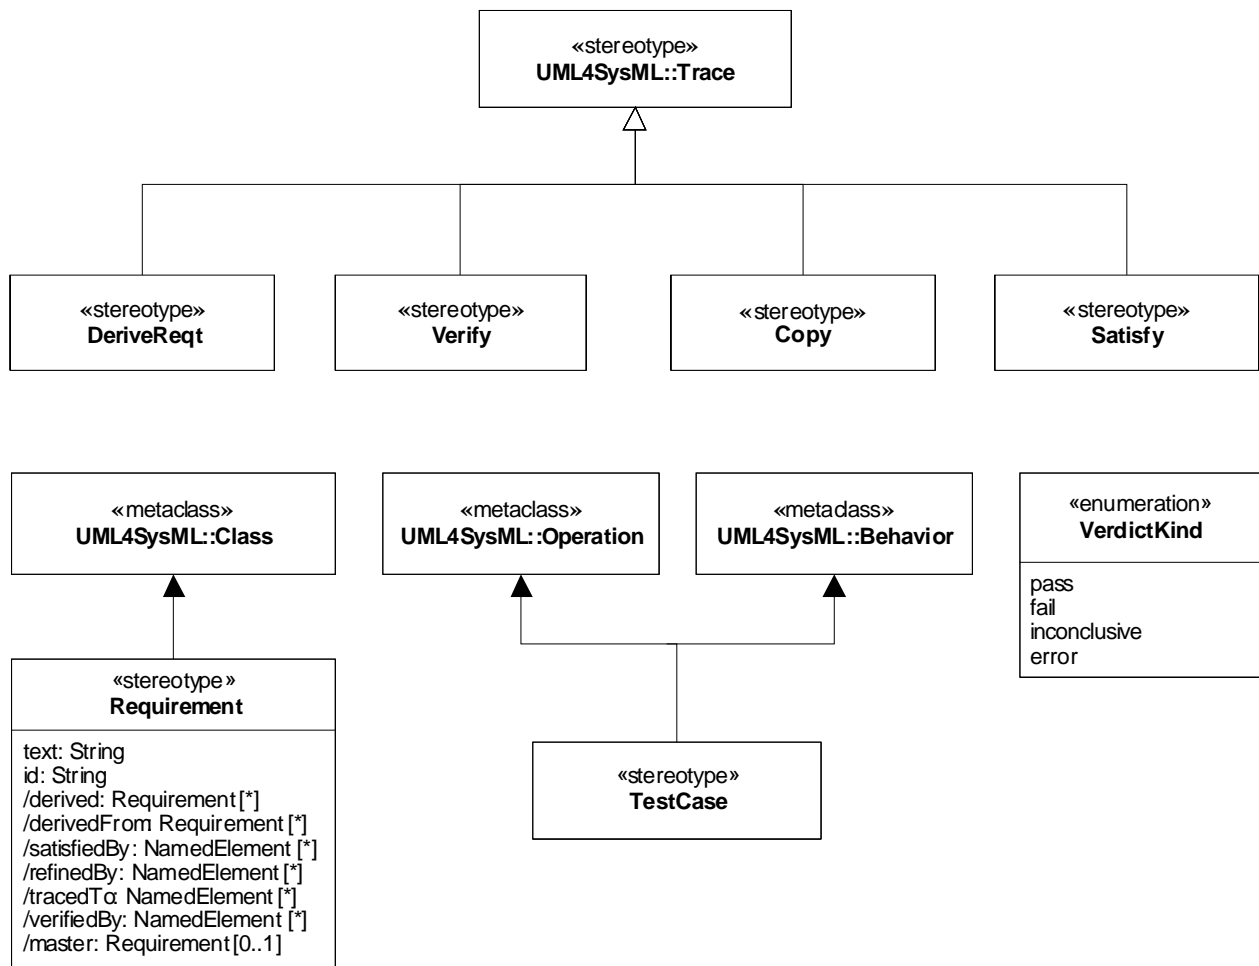 «stereotype»
UML4SysML::Trace
«stereotype»
DeriveReqt
«stereotype»
Verify
«stereotype»
Copy
«stereotype»
Satisfy
«metaclass»
UML4SysML::Class
«metaclass»
UML4SysML::Operation
«metaclass»
UML4SysML::Behavior
«enumeration»
VerdictKind
pass
fail
inconclusive
error
«stereotype»
Requirement
text: String
id: String
/derived: Requirement[*]
/derivedFrom: Requirement[*]
/satisfiedBy: NamedElement [*]
/refinedBy: NamedElement [*]
/tracedTo: NamedElement [*]
/verifiedBy: NamedElement [*]
/master: Requirement[0..1]
«stereotype»
TestCase